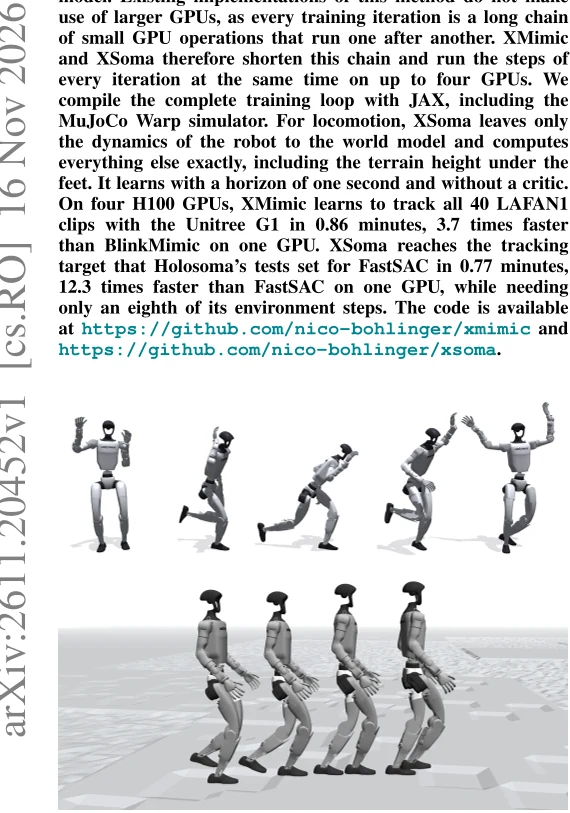 model. Existing implementations of this method do not make
use of larger GPUs, as every training iteration is a long chain
of small GPU operations that run one after another. XMimic
and XSoma therefore shorten this chain and run the steps of
every iteration at the same time on up to four GPUs. We
compile the complete training loop with JAX, including the
MuJoCo Warp simulator. For locomotion, XSoma leaves only
the dynamics of the robot to the world model and computes
everything else exactly, including the terrain height under the
feet. It learns with a horizon of one second and without a critic.
On four H100 GPUs, XMimic learns to track all 40 LAFAN1
clips with the Unitree G1 in 0.86 minutes, 3.7 times faster
than BlinkMimic on one GPU. XSoma reaches the tracking
target that Holosoma's tests set for FastSAC in 0.77 minutes,
12.3 times faster than FastSAC on one GPU, while needing
only an eighth of its environment steps. The code is available
at https://github.com/nico-bohlinger/xmimic and
https://github.com/nico-bohlinger/xsoma.
arXiv:2611.20452v1 [cs.RO] 16 Nov 2026